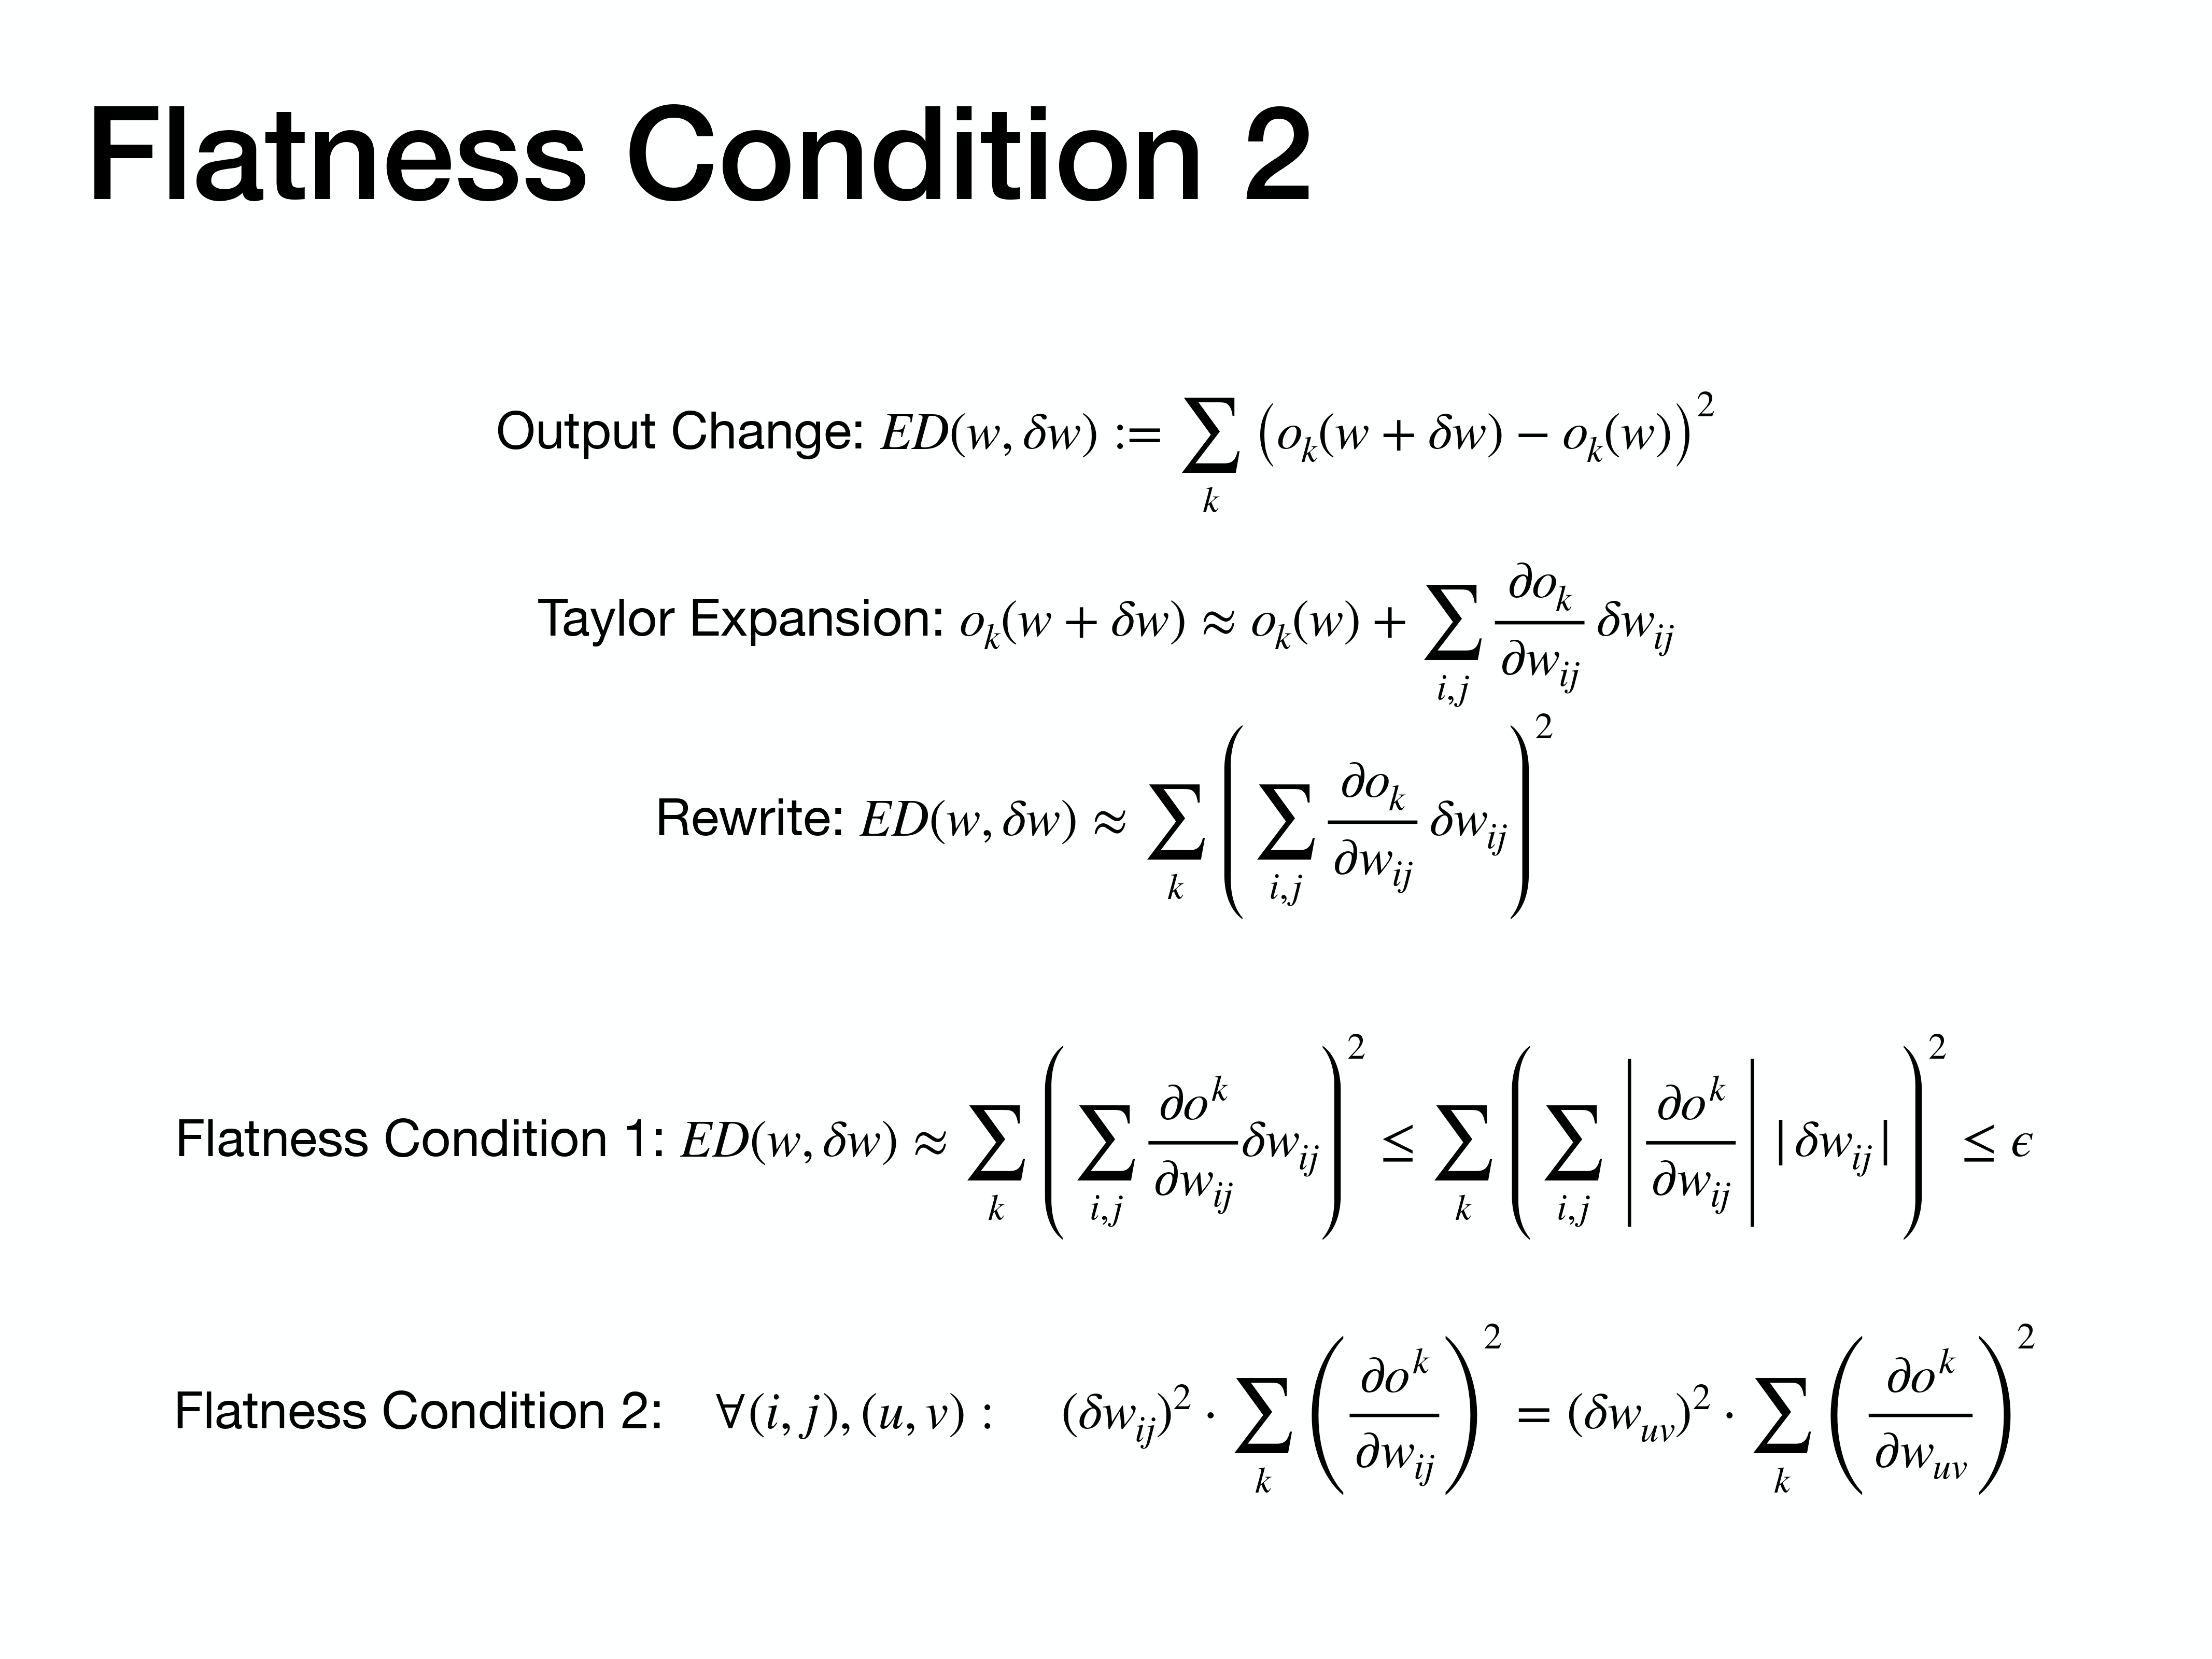 Flatness Condition 2
Output Change: $ED(w, \delta w) := \sum_{k} \left( o_k(w + \delta w) - o_k(w) \right)^2$
Taylor Expansion: $o_k(w + \delta w) \approx o_k(w) + \sum_{i,j} \frac{\partial o_k}{\partial w_{ij}} \delta w_{ij}$
Rewrite: $ED(w, \delta w) \approx \sum_{k} \left( \sum_{i,j} \frac{\partial o_k}{\partial w_{ij}} \delta w_{ij} \right)^2$
Flatness Condition 1: $ED(w, \delta w) \approx \sum_{k} \left( \sum_{i,j} \frac{\partial o^k}{\partial w_{ij}} \delta w_{ij} \right)^2 \leq \sum_{k} \left( \sum_{i,j} \left| \frac{\partial o^k}{\partial w_{ij}} \right| |\delta w_{ij}| \right)^2 \leq \epsilon$
Flatness Condition 2: $\forall (i, j), (u, v) : \quad (\delta w_{ij})^2 \cdot \sum_{k} \left( \frac{\partial o^k}{\partial w_{ij}} \right)^2 = (\delta w_{uv})^2 \cdot \sum_{k} \left( \frac{\partial o^k}{\partial w_{uv}} \right)^2$